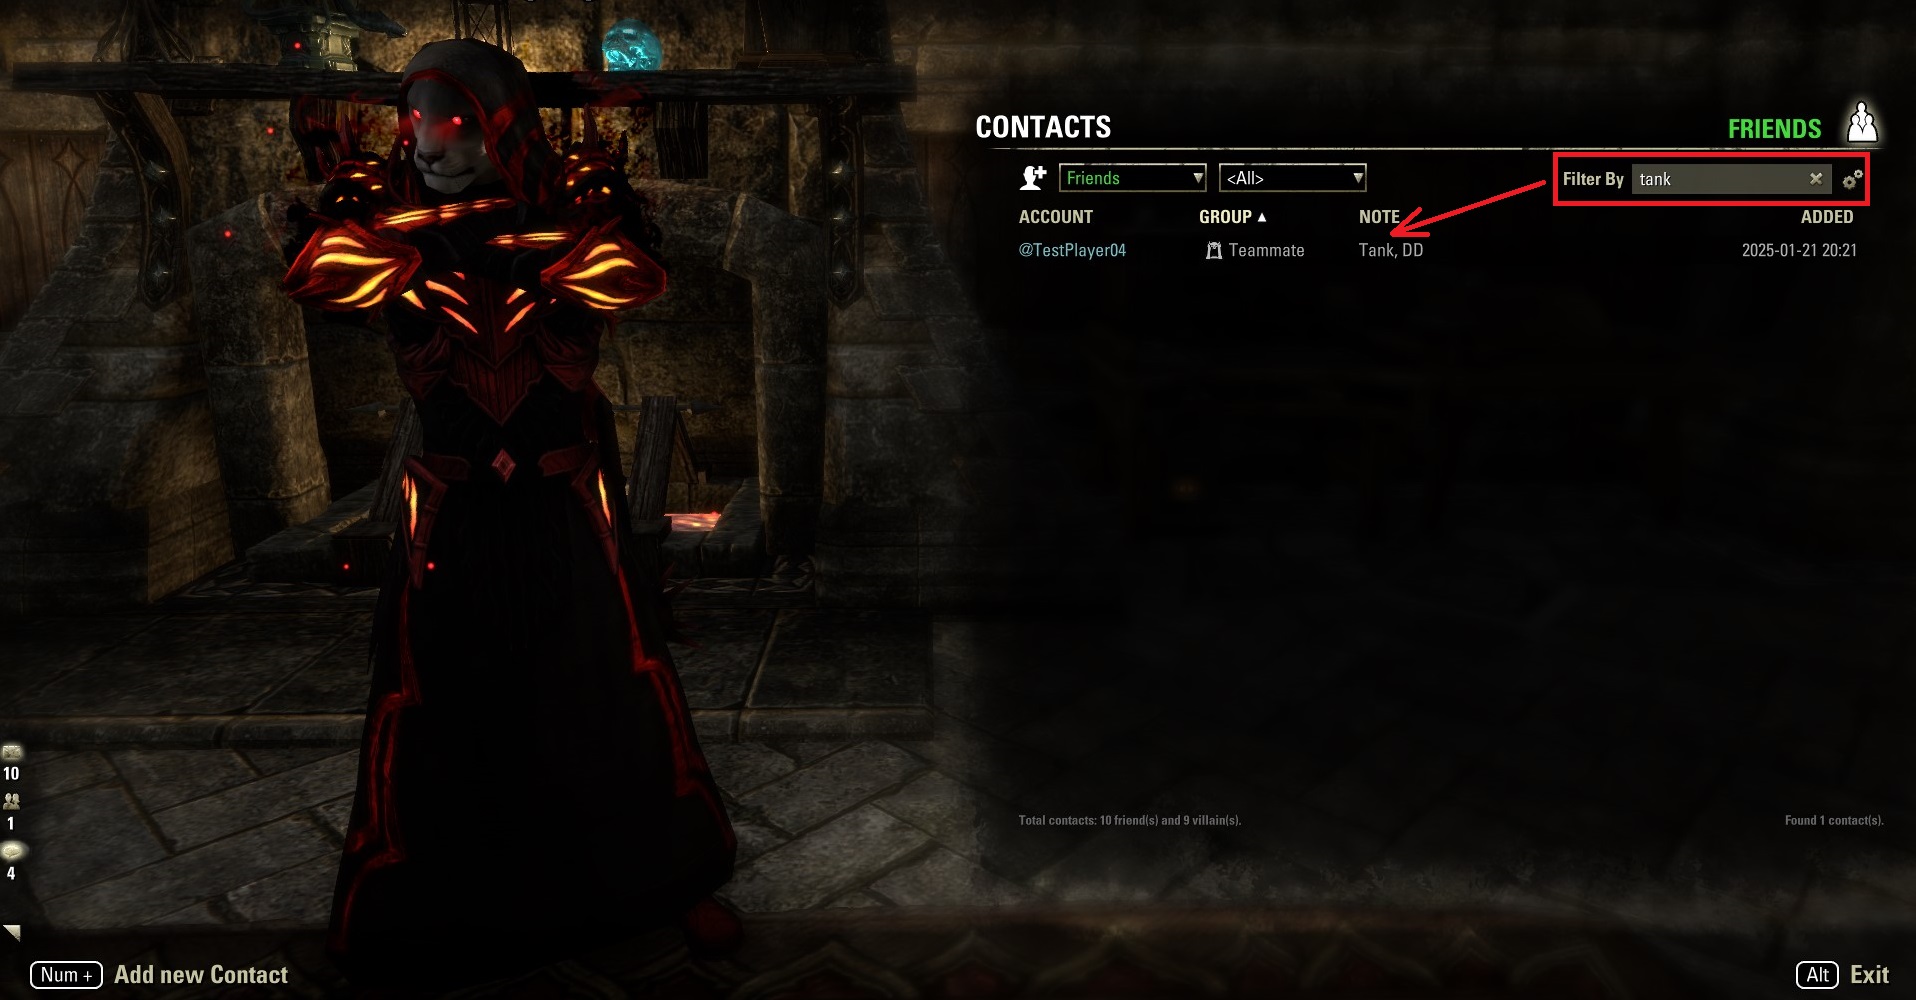 CONTACTS
FRIENDS
Friends
<All>
Filter By
tank
ACCOUNT
GROUP
NOTE
ADDED
@TestPlayer04
Teammate
Tank, DD
2025-01-21 20:21
10
1
4
Total contacts: 10 friend(s) and 9 villain(s).
Found 1 contact(s).
Num +
Add new Contact
Alt
Exit